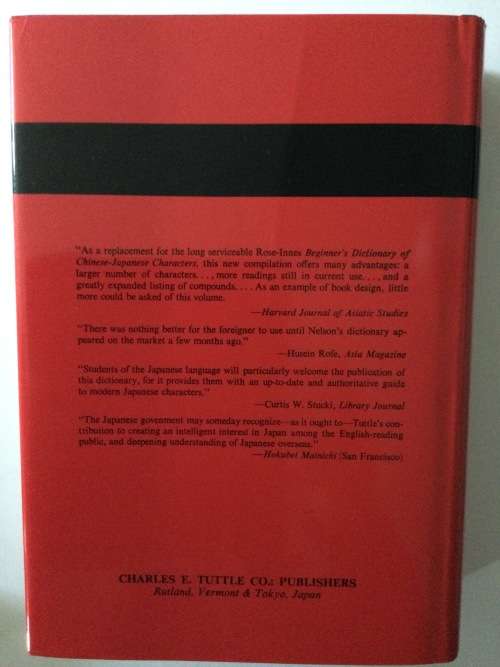 "As a replacement for the long serviceable Rose-Innes Beginner's Dictionary of
Chinese-Japanese Characters, this new compilation offers many advantages: a
larger number of characters. . . , more readings still in current use. . . , and a
greatly expanded listing of compounds. . . . As an example of book design, little
more could be asked of this volume.
—Harvard Journal of Asiatic Studies
"There was nothing better for the foreigner to use until Nelson's dictionary ap-
peared on the market a few months ago."
—Husein Rofe, Asia Magazine
"Students of the Japanese language will particularly welcome the publication of
this dictionary, for it provides them with an up-to-date and authoritative guide
to modern Japanese characters,"
—Curtis W. Stucki, Library Journal
"The Japanese govenment may someday recognize—as it ought to—Tuttle's con-
tribution to creating an intelligent interest in Japan among the English-reading
public, and deepening understanding of Japanese overseas."
—Hokubei Mainichi (San Francisco)
CHARLES E. TUTTLE CO.: PUBLISHERS
Rutland, Vermont & Tokyo, Japan